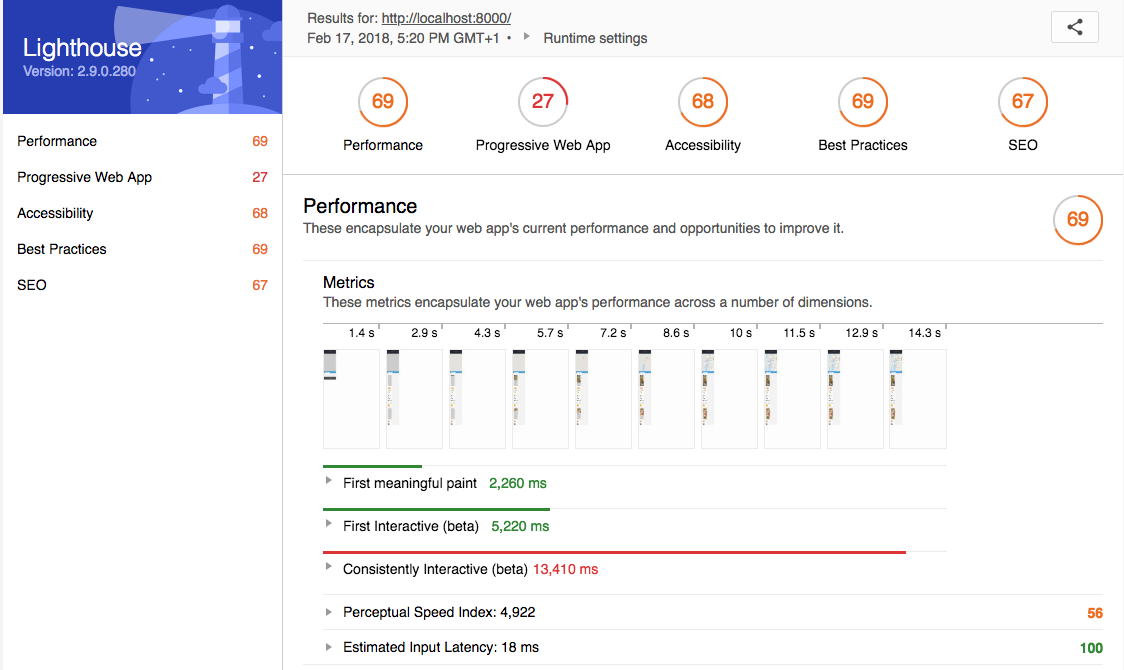 Lighthouse
Version: 2.9.0.280
Performance 69
Progressive Web App 27
Accessibility 68
Best Practices 69
SEO 67
Results for: http://localhost:8000/
Feb 17, 2018, 5:20 PM GMT+1 • Runtime settings
69 27 68 69 67
Performance Progressive Web App Accessibility Best Practices SEO
Performance
These encapsulate your web app's current performance and opportunities to improve it.
69
Metrics
These metrics encapsulate your web app's performance across a number of dimensions.
1.4 s 2.9 s 4.3 s 5.7 s 7.2 s 8.6 s 10 s 11.5 s 12.9 s 14.3 s
First meaningful paint 2,260 ms
First Interactive (beta) 5,220 ms
Consistently Interactive (beta) 13,410 ms
Perceptual Speed Index: 4,922 56
Estimated Input Latency: 18 ms 100